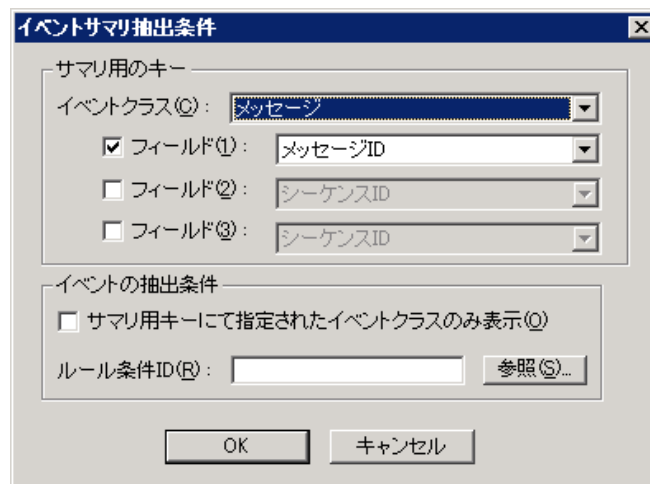 イベントサマリ抽出条件
サマリ用のキー
イベントクラス(C): メッセージ
フィールド(1): メッセージID
フィールド(2): シーケンスID
フィールド(3): シーケンスID
イベントの抽出条件
サマリ用キーにて指定されたイベントクラスのみ表示(O)
ルール条件ID(R): 参照(S)...
OK キャンセル